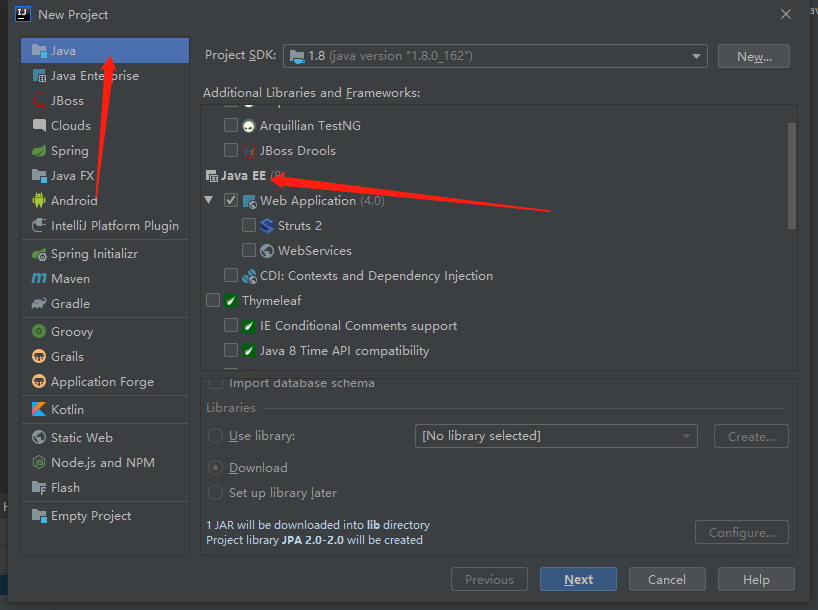 New Project
Java
Java Enterprise
JBoss
Clouds
Spring
Java FX
Android
IntelliJ Platform Plugin
Spring Initializr
Maven
Gradle
Groovy
Grails
Application Forge
Kotlin
Static Web
Node.js and NPM
Flash
Empty Project
Project SDK: 1.8 (java version "1.8.0_162") New...
Additional Libraries and Frameworks:
Arquillian TestNG
JBoss Drools
Java EE
Web Application (4.0)
Struts 2
WebServices
CDI: Contexts and Dependency Injection
Thymeleaf
IE Conditional Comments support
Java 8 Time API compatibility
Import database schema
Libraries
Use library: [No library selected] Create...
Download
Set up library later
1 JAR will be downloaded into lib directory
Project library JPA 2.0-2.0 will be created
Configure...
Previous Next Cancel Help